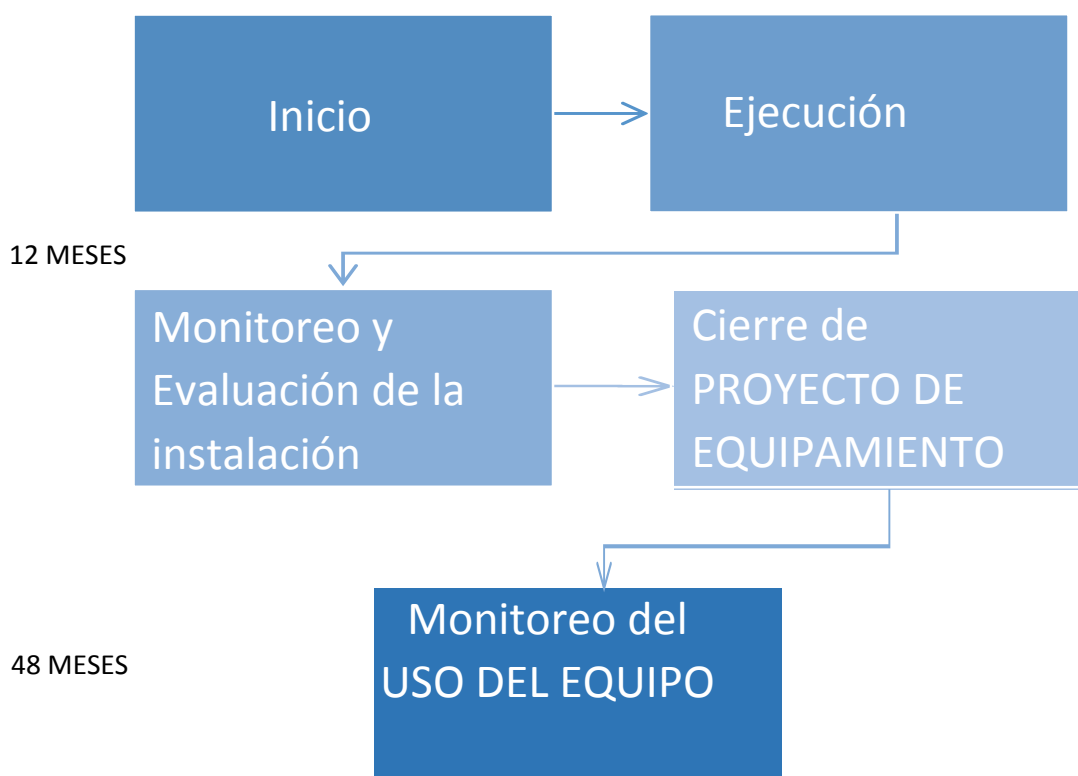 Inicio
Ejecución
12 MESES
Monitoreo y
Evaluación de la
instalación
Cierre de
PROYECTO DE
EQUIPAMIENTO
Monitoreo del
USO DEL EQUIPO
48 MESES